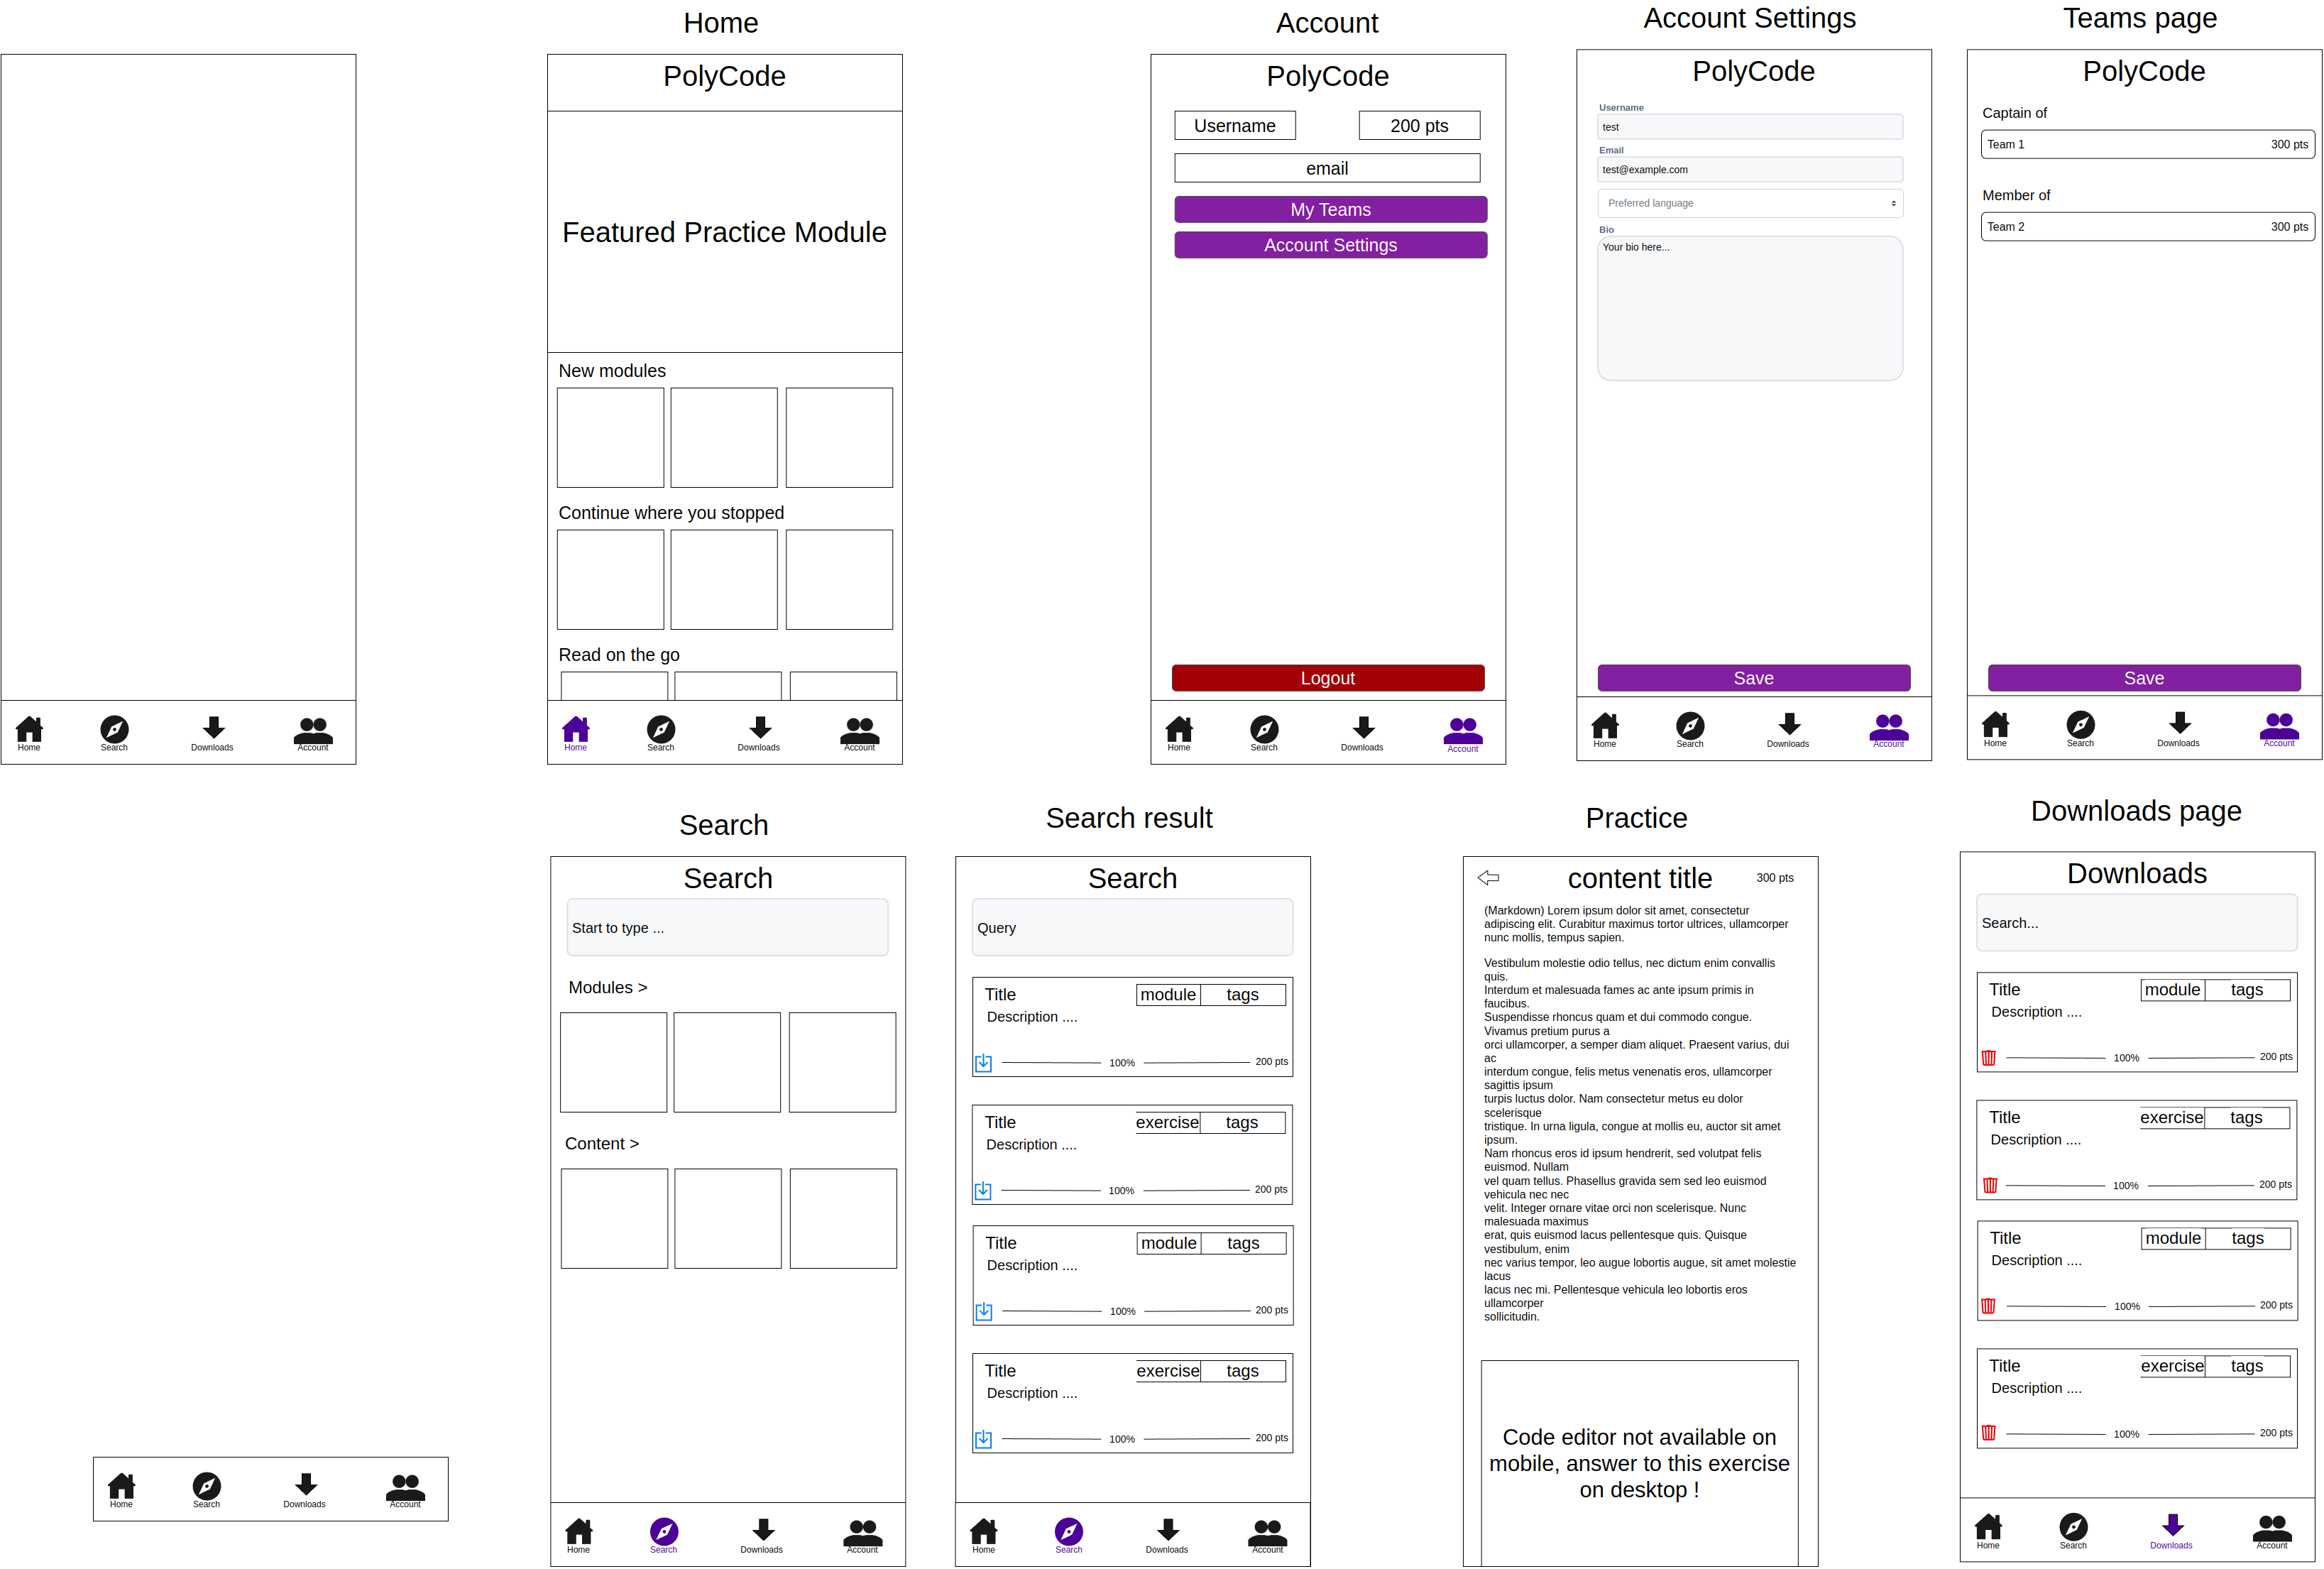 Home
Search
Downloads
Account
Home
PolyCode
Featured Practice Module
New modules
Continue where you stopped
Read on the go
Home
Search
Downloads
Account
Account
PolyCode
Username
200 pts
email
My Teams
Account Settings
Logout
Home
Search
Downloads
Account
Account Settings
PolyCode
Username
test
Email
test@example.com
Preferred language
Bio
Your bio here...
Save
Home
Search
Downloads
Account
Teams page
PolyCode
Captain of
Team 1
300 pts
Member of
Team 2
300 pts
Save
Home
Search
Downloads
Account
Home
Search
Downloads
Account
Search
Search
Start to type ...
Modules >
Content >
Home
Search
Downloads
Account
Search result
Search
Query
Title
module
tags
Description ....
100%
200 pts
Title
exercise
tags
Description ....
100%
200 pts
Title
module
tags
Description ....
100%
200 pts
Title
exercise
tags
Description ....
100%
200 pts
Home
Search
Downloads
Account
Practice
content title
300 pts
(Markdown) Lorem ipsum dolor sit amet, consectetur
adipiscing elit. Curabitur maximus tortor ultrices, ullamcorper
nunc mollis, tempus sapien.
Vestibulum molestie odio tellus, nec dictum enim convallis
quis.
Interdum et malesuada fames ac ante ipsum primis in
faucibus.
Suspendisse rhoncus quam et dui commodo congue.
Vivamus pretium purus a
orci ullamcorper, a semper diam aliquet. Praesent varius, dui
ac
interdum congue, felis metus venenatis eros, ullamcorper
sagittis ipsum
turpis luctus dolor. Nam consectetur metus eu dolor
scelerisque
tristique. In urna ligula, congue at mollis eu, auctor sit amet
ipsum.
Nam rhoncus eros id ipsum hendrerit, sed volutpat felis
euismod. Nullam
vel quam tellus. Phasellus gravida sem sed leo euismod
vehicula nec nec
velit. Integer ornare vitae orci non scelerisque. Nunc
malesuada maximus
erat, quis euismod lacus pellentesque quis. Quisque
vestibulum, enim
nec varius tempor, leo augue lobortis augue, sit amet molestie
lacus
lacus nec mi. Pellentesque vehicula leo lobortis eros
ullamcorper
sollicitudin.
Code editor not available on
mobile, answer to this exercise
on desktop !
Downloads page
Downloads
Search...
Title
module
tags
Description ....
100%
200 pts
Title
exercise
tags
Description ....
100%
200 pts
Title
module
tags
Description ....
100%
200 pts
Title
exercise
tags
Description ....
100%
200 pts
Home
Search
Downloads
Account